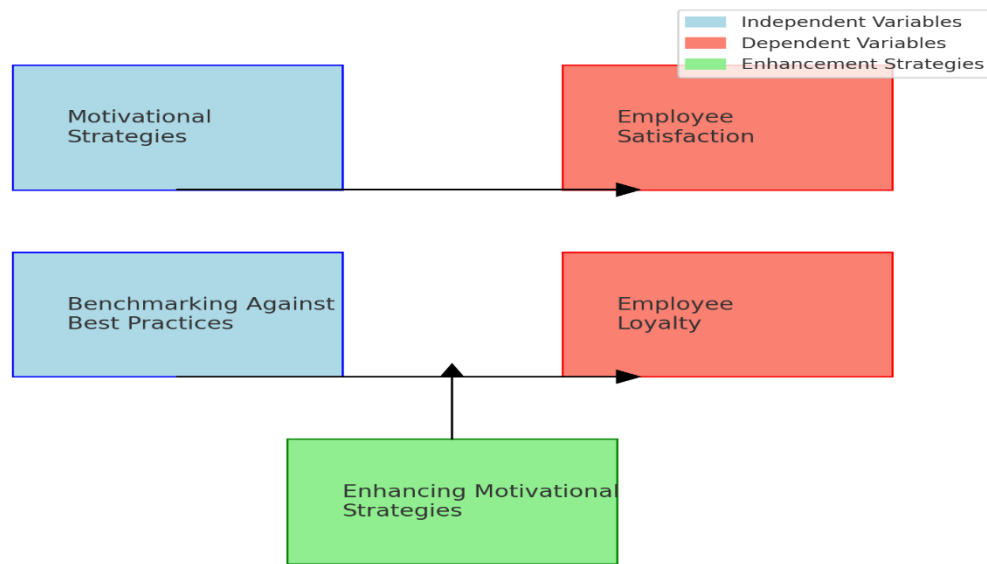 Independent Variables
Dependent Variables
Enhancement Strategies
Motivational
Strategies
Employee
Satisfaction
Benchmarking Against
Best Practices
Employee
Loyalty
Enhancing Motivational
Strategies